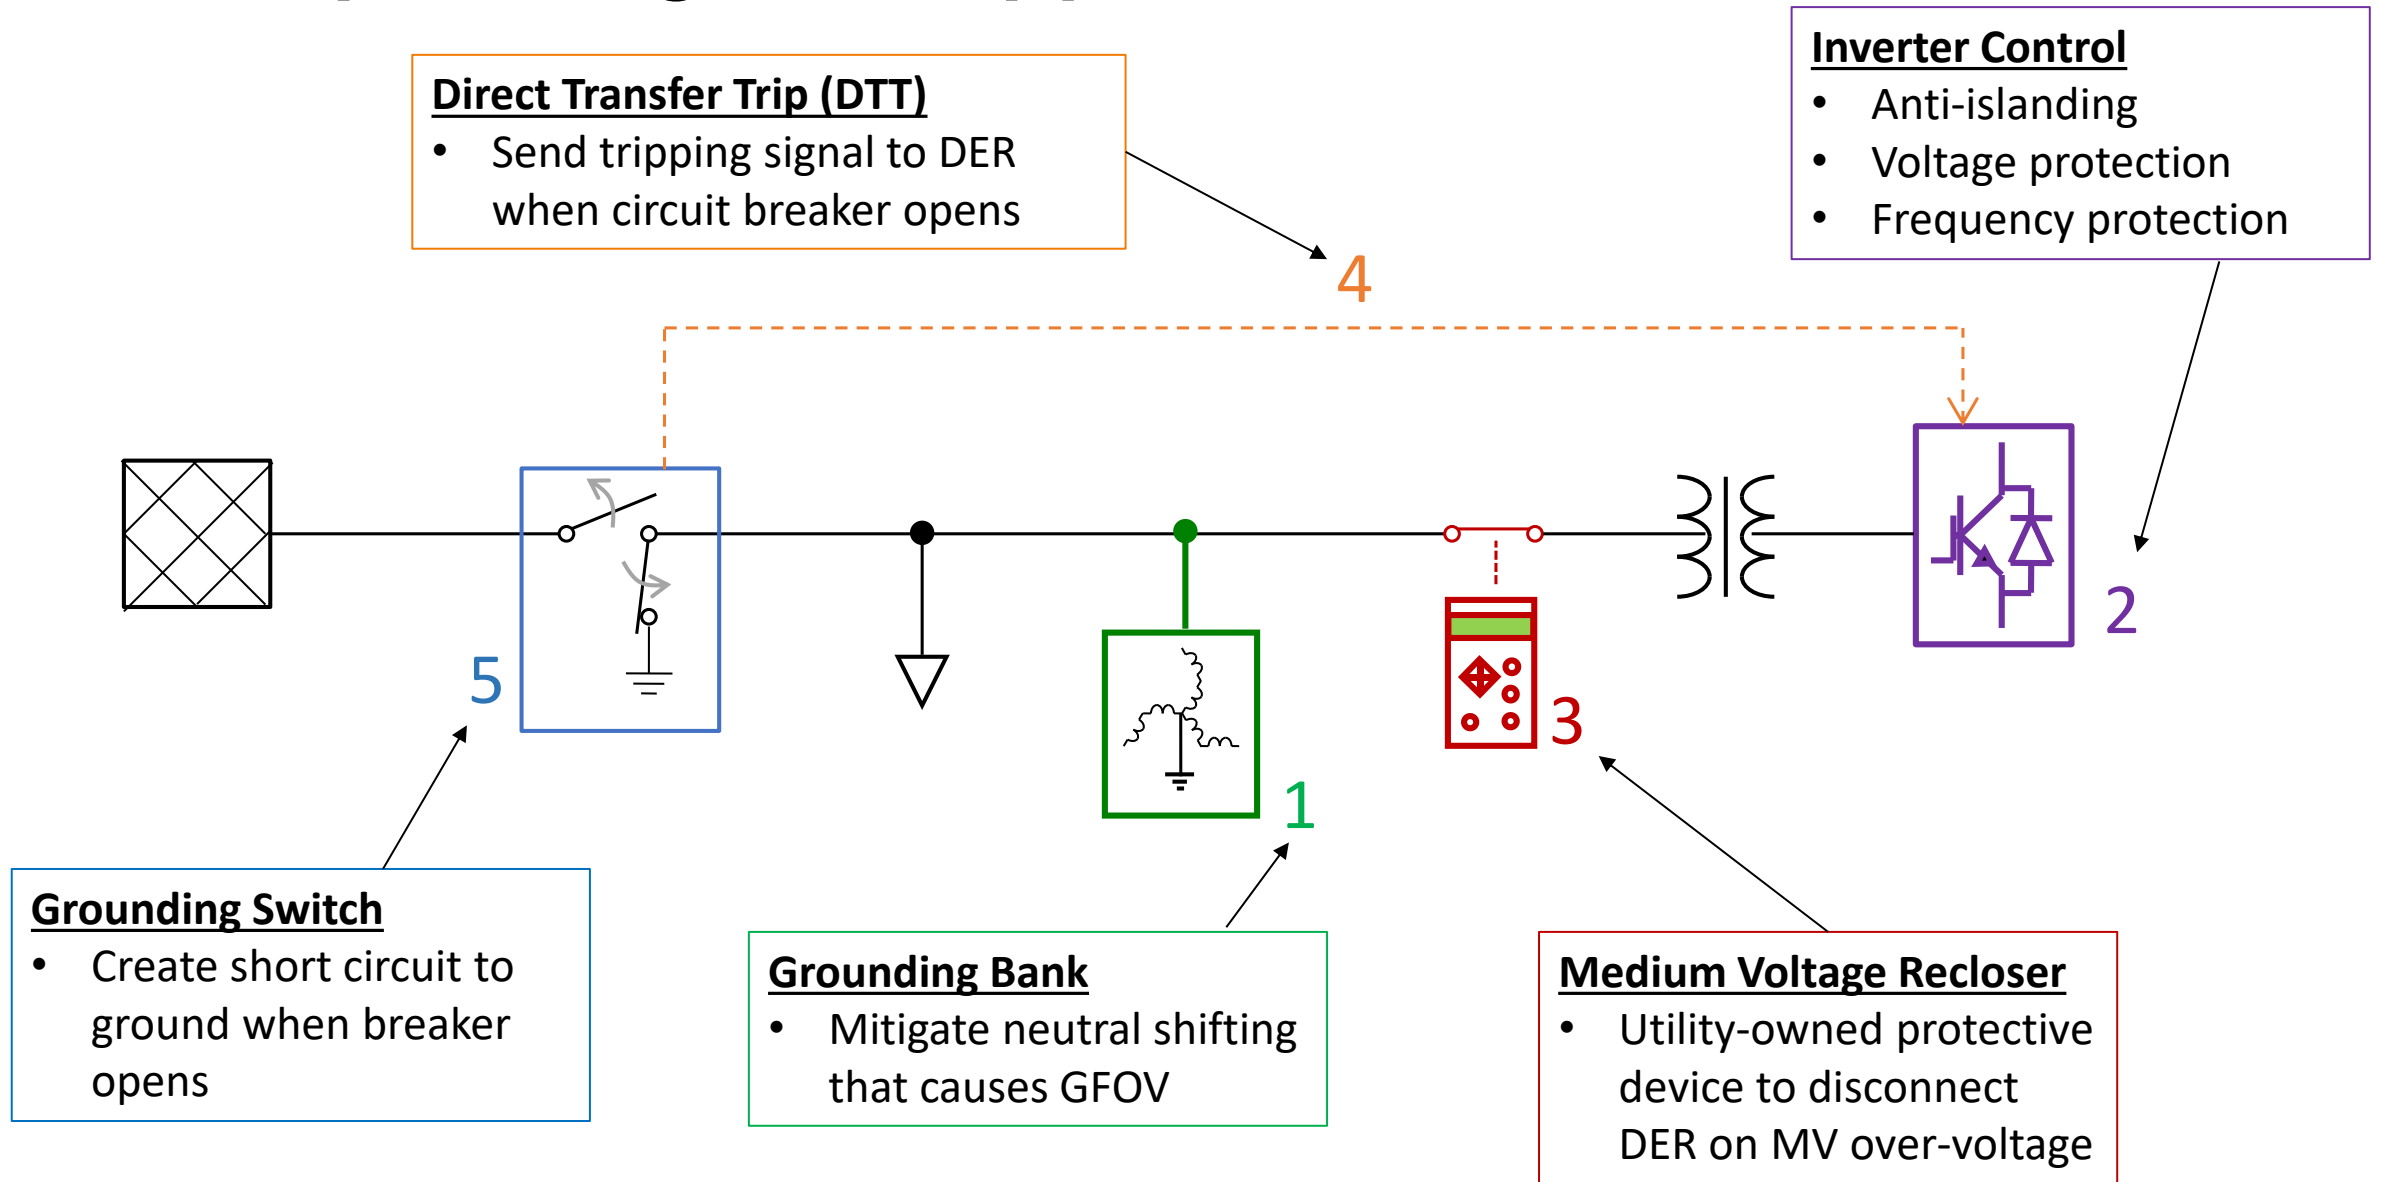 Direct Transfer Trip (DTT)
• Send tripping signal to DER
when circuit breaker opens
Inverter Control
• Anti-islanding
• Voltage protection
• Frequency protection
4
2
5
3
1
Grounding Switch
• Create short circuit to
ground when breaker
opens
Grounding Bank
• Mitigate neutral shifting
that causes GFOV
Medium Voltage Recloser
• Utility-owned protective
device to disconnect
DER on MV over-voltage